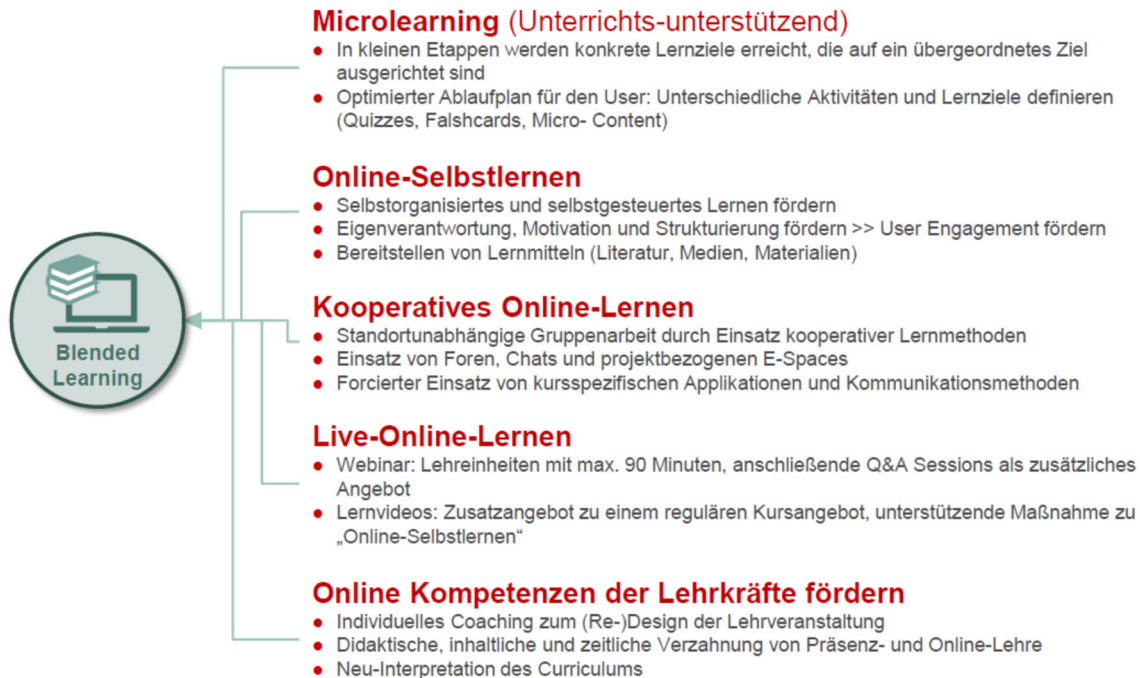 Microlearning (Unterrichts-unterstützend)
● In kleinen Etappen werden konkrete Lernziele erreicht, die auf ein übergeordnetes Ziel
ausgerichtet sind
● Optimierter Ablaufplan für den User: Unterschiedliche Aktivitäten und Lernziele definieren
(Quizzes, Falshcards, Micro- Content)
Online-Selbstlernen
● Selbstorganisiertes und selbstgesteuertes Lernen fördern
● Eigenverantwortung, Motivation und Strukturierung fördern >> User Engagement fördern
● Bereitstellen von Lernmitteln (Literatur, Medien, Materialien)
Blended
Learning
Kooperatives Online-Lernen
● Standortunabhängige Gruppenarbeit durch Einsatz kooperativer Lernmethoden
● Einsatz von Foren, Chats und projektbezogenen E-Spaces
● Forcierter Einsatz von kursspezifischen Applikationen und Kommunikationsmethoden
Live-Online-Lernen
● Webinar: Lehreinheiten mit max. 90 Minuten, anschließende Q&A Sessions als zusätzliches
Angebot
● Lernvideos: Zusatzangebot zu einem regulären Kursangebot, unterstützende Maßnahme zu
„Online-Selbstlernen“
Online Kompetenzen der Lehrkräfte fördern
● Individuelles Coaching zum (Re-)Design der Lehrveranstaltung
● Didaktische, inhaltliche und zeitliche Verzahnung von Präsenz- und Online-Lehre
● Neu-Interpretation des Curriculums